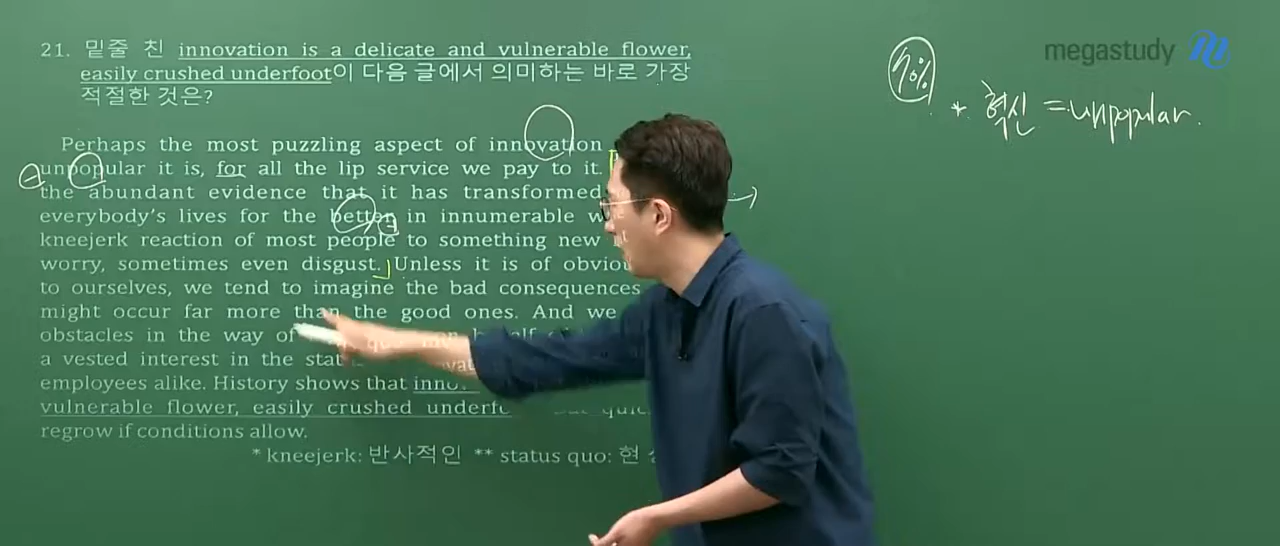 21. 밑줄 친 innovation is a delicate and vulnerable flower,
easily crushed underfoot이 다음 글에서 의미하는 바로 가장
적절한 것은?
Perhaps the most puzzling aspect of innovation
unpopular it is, for all the lip service we pay to it.
the abundant evidence that it has transformed
everybody's lives for the better in innumerable
kneejerk reaction of most people to something new
worry, sometimes even disgust. Unless it is of
to ourselves, we tend to imagine the bad consequences
might occur far more than the good ones. And we
obstacles in the way of
a vested interest in the
employees alike. History shows that
vulnerable flower, easily crushed
regrow if conditions allow.
* kneejerk: 반사적인 ** status quo: 현
megastudy
* 혁신 = unpopular.